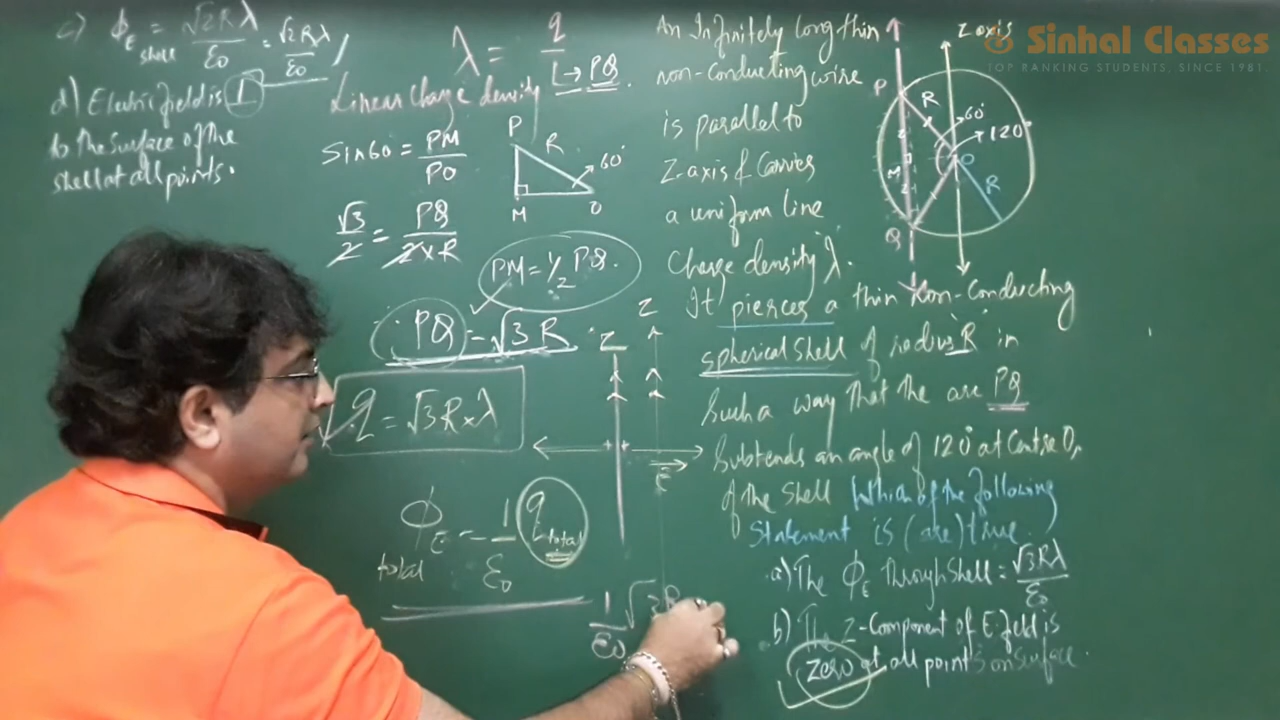 c) ϕE shell = √2Rλ/ε0 = √2Rλ/ε0
d) Electric field is ⊥
to the surface of the
shell at all points.
λ = q/L → PQ.
Linear charge density
sin60 = PM/PO
√3/2 = PQ/2×R
P R 60°
M O
PM = 1/2 PQ.
∴ PQ = √3 R
q = √3 R × λ
ϕE total = 1/ε0 q total
1/ε0 √3R
Z Z
+ +
E
An Infinitely long thin
non-conducting wire
is parallel to
Z-axis & Carries
a uniform line
Charge density λ.
It pierces a thin Non-Conducting
spherical shell of radius 'R' in
Such a way that the arc PQ
Subtends an angle of 120° at Centre O,
of the Shell Which of the following
Statement is (are) true.
a) The ϕE Through Shell = √3Rλ/ε0
b) The Z-Component of E field is
zero at all points on surface.
Z axis
P R 60°
120°
M O R
Q
Sinhal Classes
TOP RANKING STUDENTS, SINCE 1981.